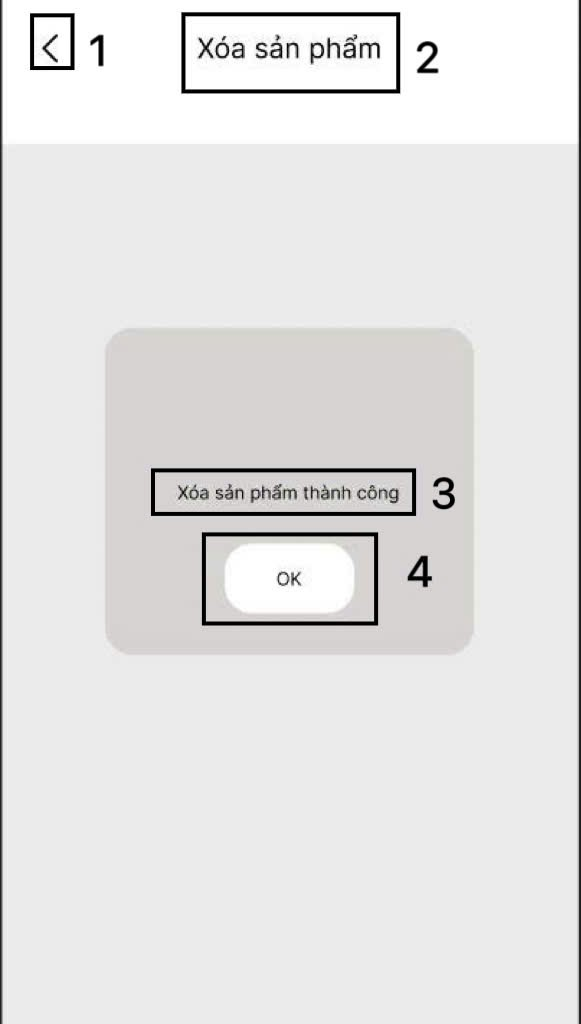 < 1 Xóa sản phẩm 2
Xóa sản phẩm thành công 3
OK 4